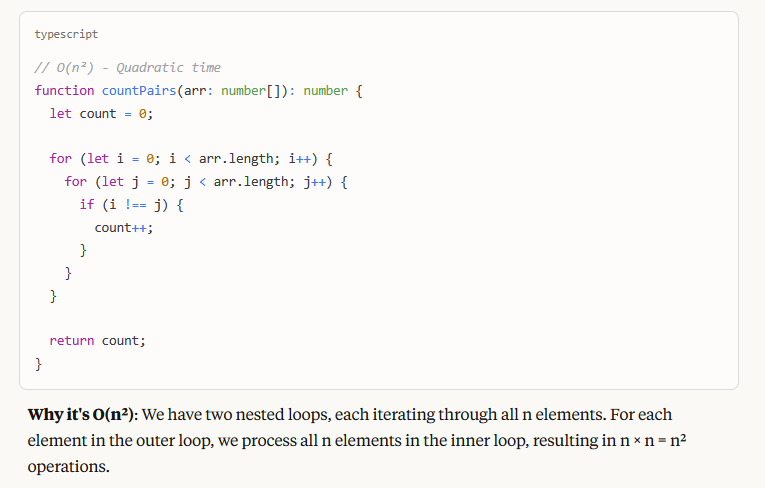 typescript
// O(n²) - Quadratic time
function countPairs(arr: number[]): number {
  let count = 0;

  for (let i = 0; i < arr.length; i++) {
    for (let j = 0; j < arr.length; j++) {
      if (i !== j) {
        count++;
      }
    }
  }

  return count;
}
Why it's O(n²): We have two nested loops, each iterating through all n elements. For each
element in the outer loop, we process all n elements in the inner loop, resulting in n × n = n²
operations.